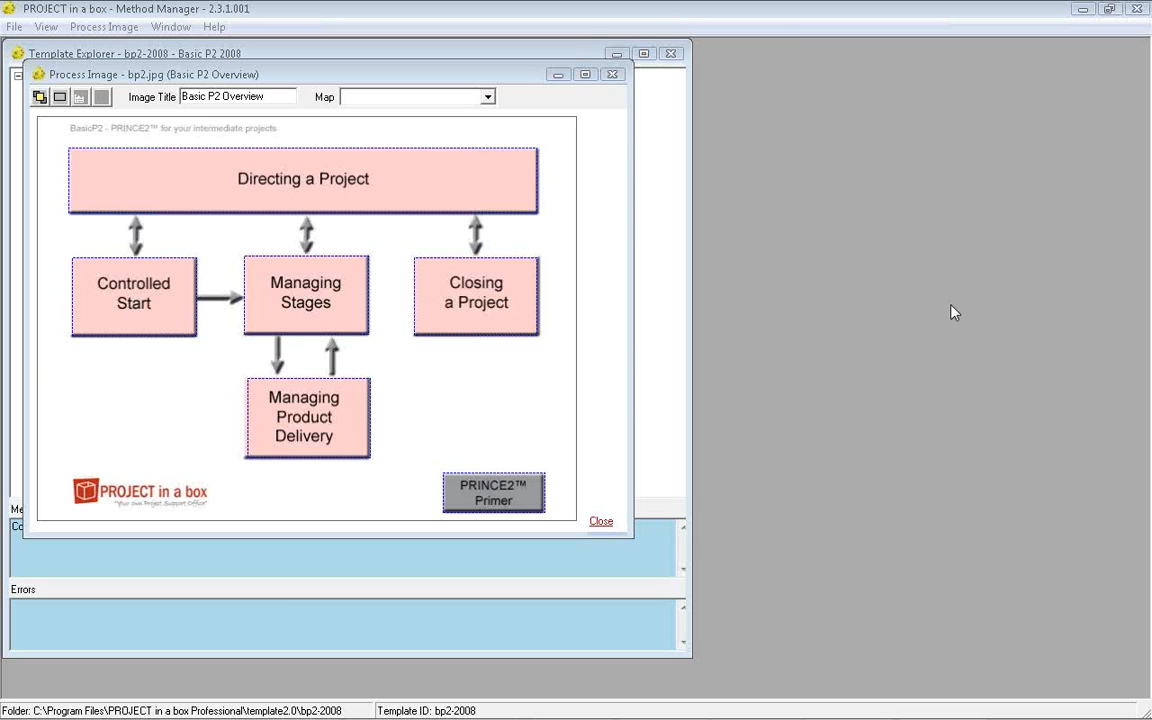 PROJECT in a box - Method Manager - 2.3.1.001
File View Process Image Window Help
Template Explorer - bp2-2008 - Basic P2 2008
Process Image - bp2.jpg (Basic P2 Overview)
Image Title Basic P2 Overview Map
BasicP2 - PRINCE2™ for your intermediate projects
Directing a Project
Controlled
Start
Managing
Stages
Closing
a Project
Managing
Product
Delivery
PROJECT in a box
"Your own Project Support Office"
PRINCE2™
Primer
Close
Errors
Folder: C:\Program Files\PROJECT in a box Professional\template2.0\bp2-2008
Template ID: bp2-2008